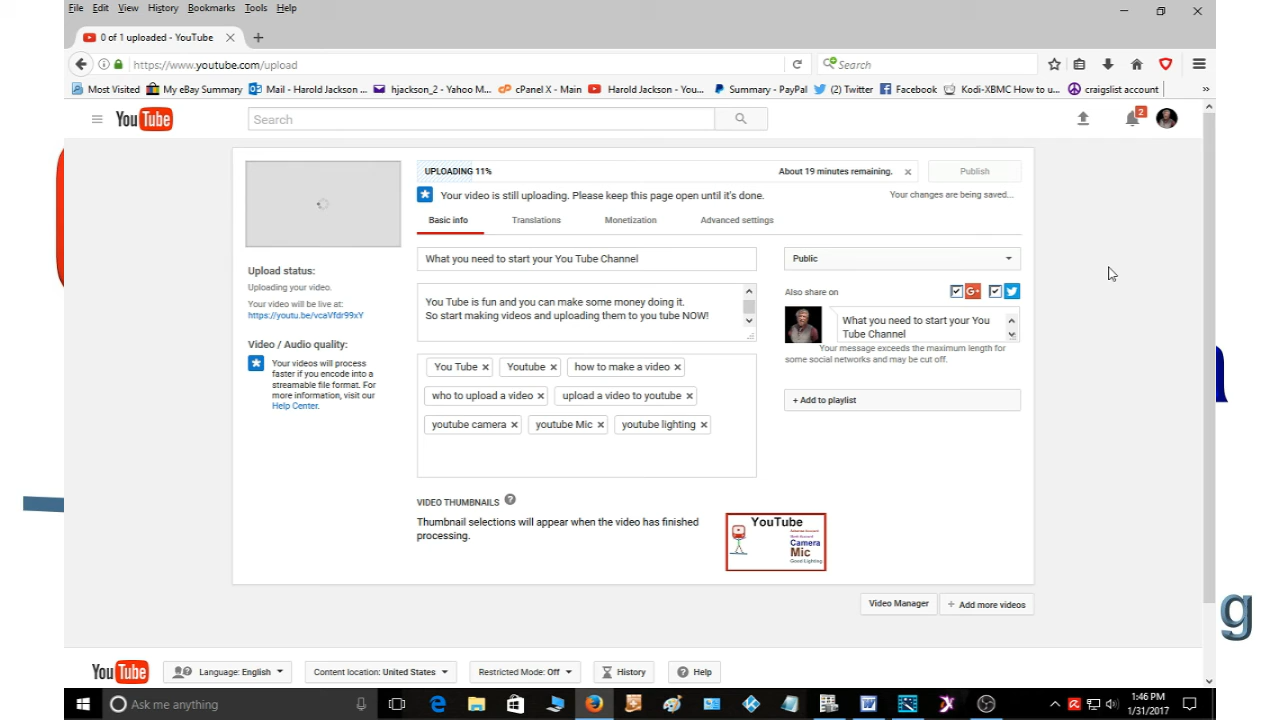 File Edit View History Bookmarks Tools Help
0 of 1 uploaded - YouTube
https://www.youtube.com/upload
Search
Most Visited My eBay Summary Mail - Harold Jackson ... hjackson_2 - Yahoo M... cPanel X - Main Harold Jackson - You... Summary - PayPal (2) Twitter Facebook Kodi-XBMC How to u... craigslist account
YouTube
Search
2
UPLOADING 11%
About 19 minutes remaining.
Publish
Your video is still uploading. Please keep this page open until it's done.
Your changes are being saved...
Basic info Translations Monetization Advanced settings
Upload status:
Uploading your video.
Your video will be live at:
https://youtu.be/vcaVfdr99xY
Video / Audio quality:
Your videos will process
faster if you encode into a
streamable file format. For
more information, visit our
Help Center.
What you need to start your You Tube Channel
You Tube is fun and you can make some money doing it.
So start making videos and uploading them to you tube NOW!
You Tube Youtube how to make a video
who to upload a video upload a video to youtube
youtube camera youtube Mic youtube lighting
Public
Also share on
G+
What you need to start your You
Tube Channel
Your message exceeds the maximum length for
some social networks and may be cut off.
+ Add to playlist
VIDEO THUMBNAILS ?
Thumbnail selections will appear when the video has finished
processing.
YouTube
Camera
Mic
Good Lighting
Video Manager + Add more videos
g
YouTube Language: English Content location: United States Restricted Mode: Off History Help
Ask me anything
1:46 PM
1/31/2017